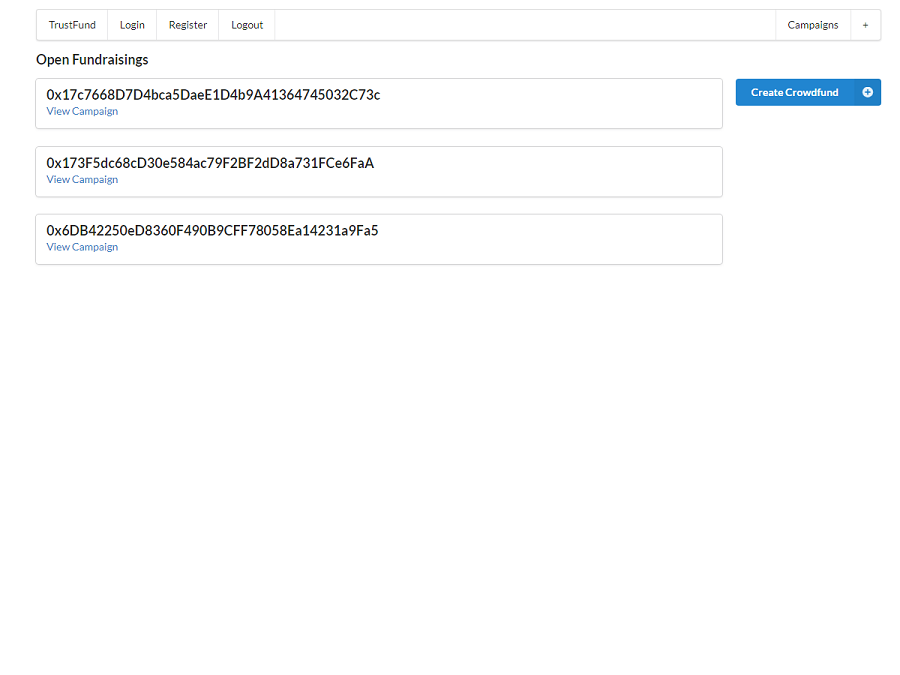 TrustFund Login Register Logout Campaigns +
Open Fundraisings
0x17c7668D7D4bca5DaeE1D4b9A41364745032C73c
View Campaign
Create Crowdfund
0x173F5dc68cD30e584ac79F2BF2dD8a731FCe6FaA
View Campaign
0x6DB42250eD8360F490B9CFF78058Ea14231a9Fa5
View Campaign